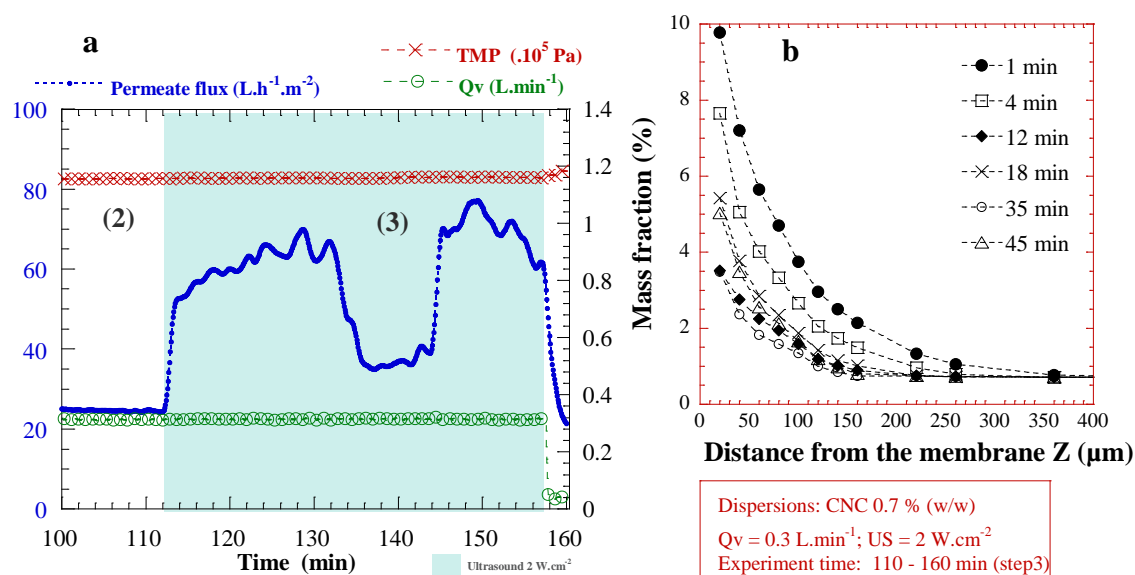 a
TMP (.10⁵ Pa)
Permeate flux (L.h⁻¹.m⁻²)
Qv (L.min⁻¹)
100
80
60
40
20
0
1.4
1.2
1
0.8
0.6
0.4
0.2
0
(2)
(3)
100
110
120
130
140
150
160
Time (min)
Ultrasound 2 W.cm⁻²
b
Mass fraction (%)
10
8
6
4
2
0
1 min
4 min
12 min
18 min
35 min
45 min
0
50
100
150
200
250
300
350
400
Distance from the membrane Z (µm)
Dispersions: CNC 0.7 % (w/w)
Qv = 0.3 L.min⁻¹; US = 2 W.cm⁻²
Experiment time: 110 - 160 min (step3)